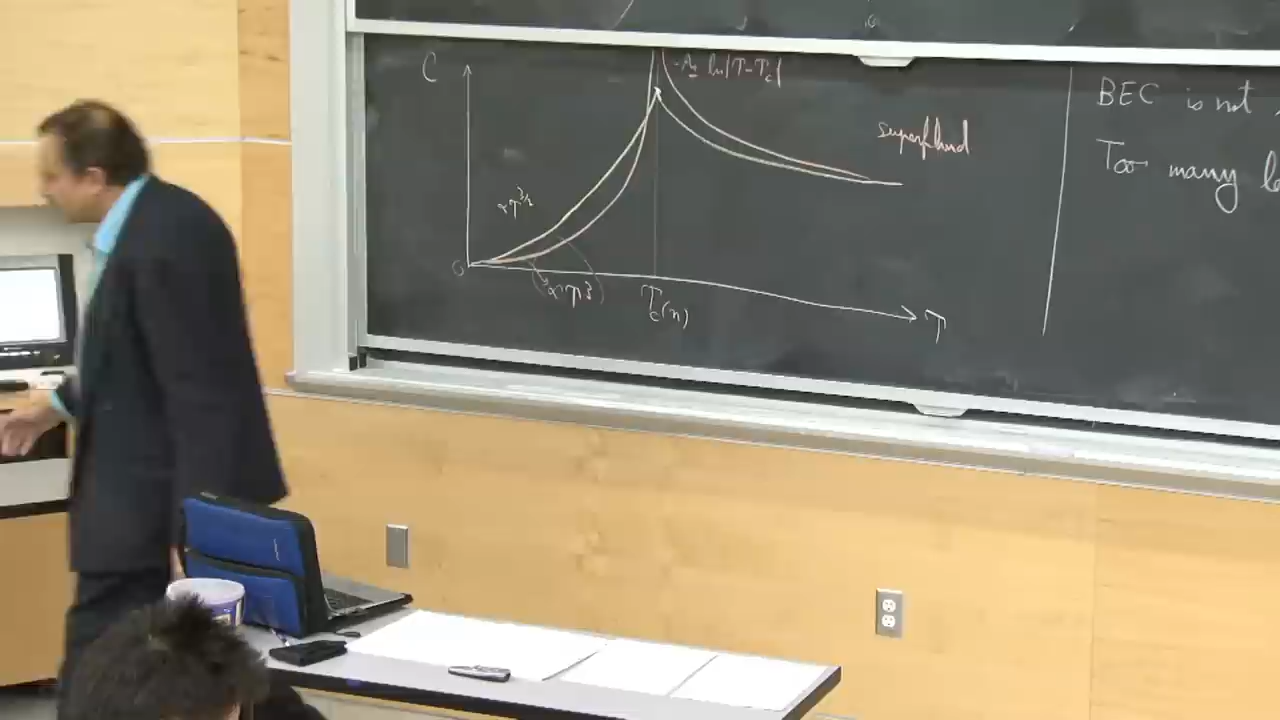 C
-A± ln|T-Tc|
superfluid
∝T^3/2
0
∝T^3
Tc(n)
T
BEC is not
Too many